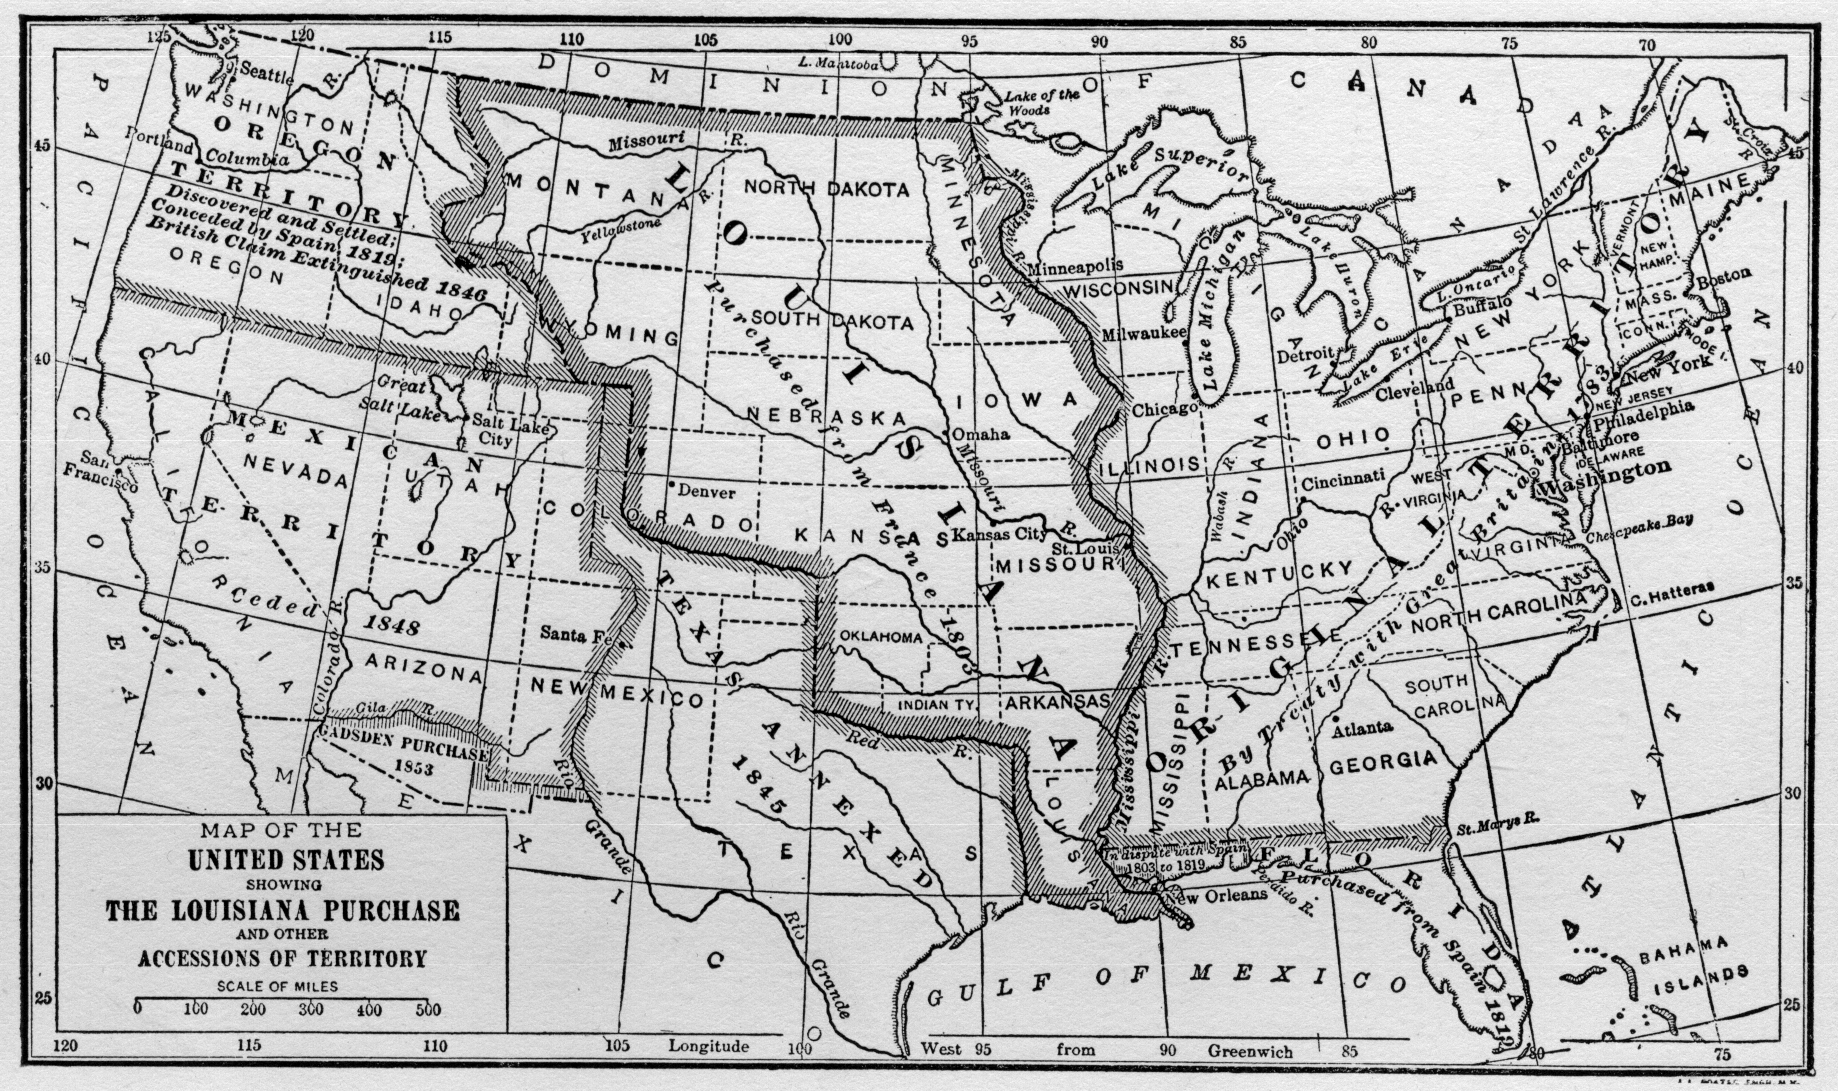 125
120
115
110
105
100
95
90
85
80
75
70
DOMINION OF CANADA
CANADA
L. Manitoba
Lake of the
Woods
Seattle
R.
WASHINGTON
OREGON
Portland
Columbia
TERRITORY
Discovered and Settled;
Conceded by Spain, 1819;
British Claim Extinguished 1846
OREGON
IDAHO
PACIFIC OCEAN
45
40
35
30
25
Missouri R.
MONTANA
NORTH DAKOTA
Yellowstone R.
LOUISIANA
Purchased from France 1803
MINNESOTA
Mississippi R.
Minneapolis
WYOMING
SOUTH DAKOTA
WISCONSIN
Milwaukee
Lake Superior
MICHIGAN
Lake Michigan
Lake Huron
St. Lawrence R.
L. Ontario
Buffalo
Lake Erie
Detroit
Cleveland
NEW YORK
VERMONT
NEW
HAMP.
MAINE
St. Croix
R
MASS.
Boston
CONN.
RHODE I.
New York
NEW JERSEY
Philadelphia
PENN.
Baltimore
MD.
DELAWARE
Washington
Chesapeake Bay
ORIGINAL TERRITORY
By Treaty with Great Britain 1783
45
40
35
30
25
ATLANTIC OCEAN
Great
Salt Lake
Salt Lake
City
MEXICAN
TERRITORY
Ceded
1848
NEVADA
UTAH
CALIFORNIA
San
Francisco
NEBRASKA
IOWA
Omaha
Chicago
ILLINOIS
INDIANA
Wabash R.
OHIO
Cincinnati
Ohio R.
WEST
VIRGINIA
VIRGINIA
COLORADO
Denver
KANSAS
Missouri R.
Kansas City
St. Louis
MISSOURI
KENTUCKY
NORTH CAROLINA
C. Hatteras
TENNESSEE
Colorado R.
ARIZONA
Santa Fe
NEW MEXICO
TEXAS
OKLAHOMA
INDIAN TY.
ARKANSAS
SOUTH
CAROLINA
Gila R.
GADSDEN PURCHASE
1853
ANNEXED
1845
Red R.
MISSISSIPPI
Mississippi R.
ALABAMA
Atlanta
GEORGIA
MEXICO
Rio Grande
TEXAS
LOUISIANA
In dispute with Spain
1803 to 1819
New Orleans
Perdido R.
St. Marys R.
FLORIDA
Purchased from Spain 1819
Rio Grande
GULF OF MEXICO
BAHAMA
ISLANDS
MAP OF THE
UNITED STATES
SHOWING
THE LOUISIANA PURCHASE
AND OTHER
ACCESSIONS OF TERRITORY
SCALE OF MILES
0 100 200 300 400 500
120
115
110
105
Longitude
100
West
95
from
90
Greenwich
85
80
75